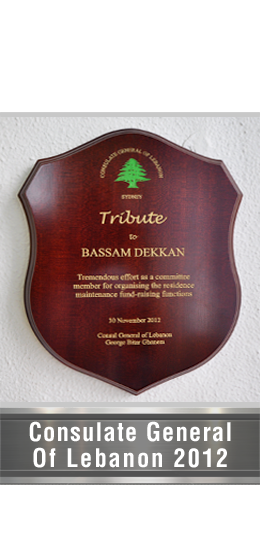 CONSULATE GENERAL OF LEBANON
SYDNEY
Tribute
to
BASSAM DEKKAN
Tremendous effort as a committee
member for organising the residence
maintenance fund-raising functions
30 November 2012
Consul General of Lebanon
George Bitar Ghanem
Consulate General
Of Lebanon 2012